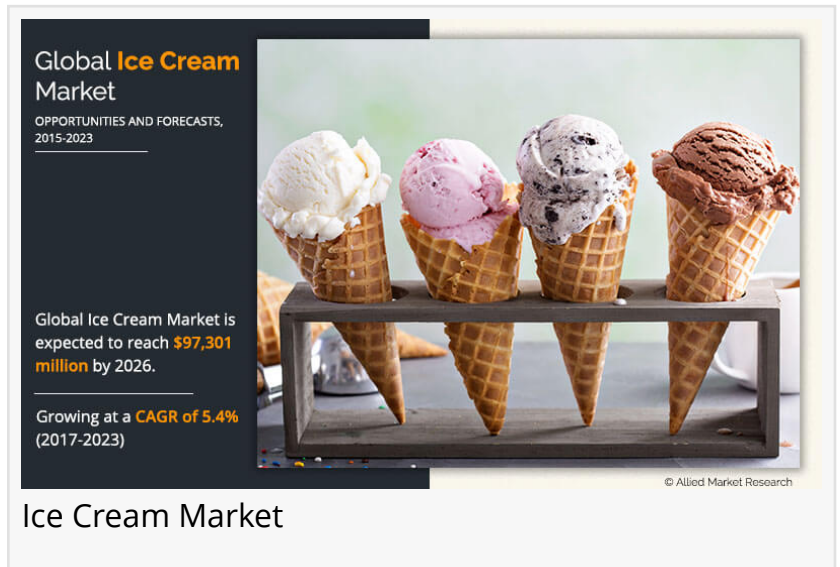 Global Ice Cream
Market
OPPORTUNITIES AND FORECASTS,
2015-2023
Global Ice Cream Market is
expected to reach $97,301
million by 2026.
Growing at a CAGR of 5.4%
(2017-2023)
© Allied Market Research
Ice Cream Market